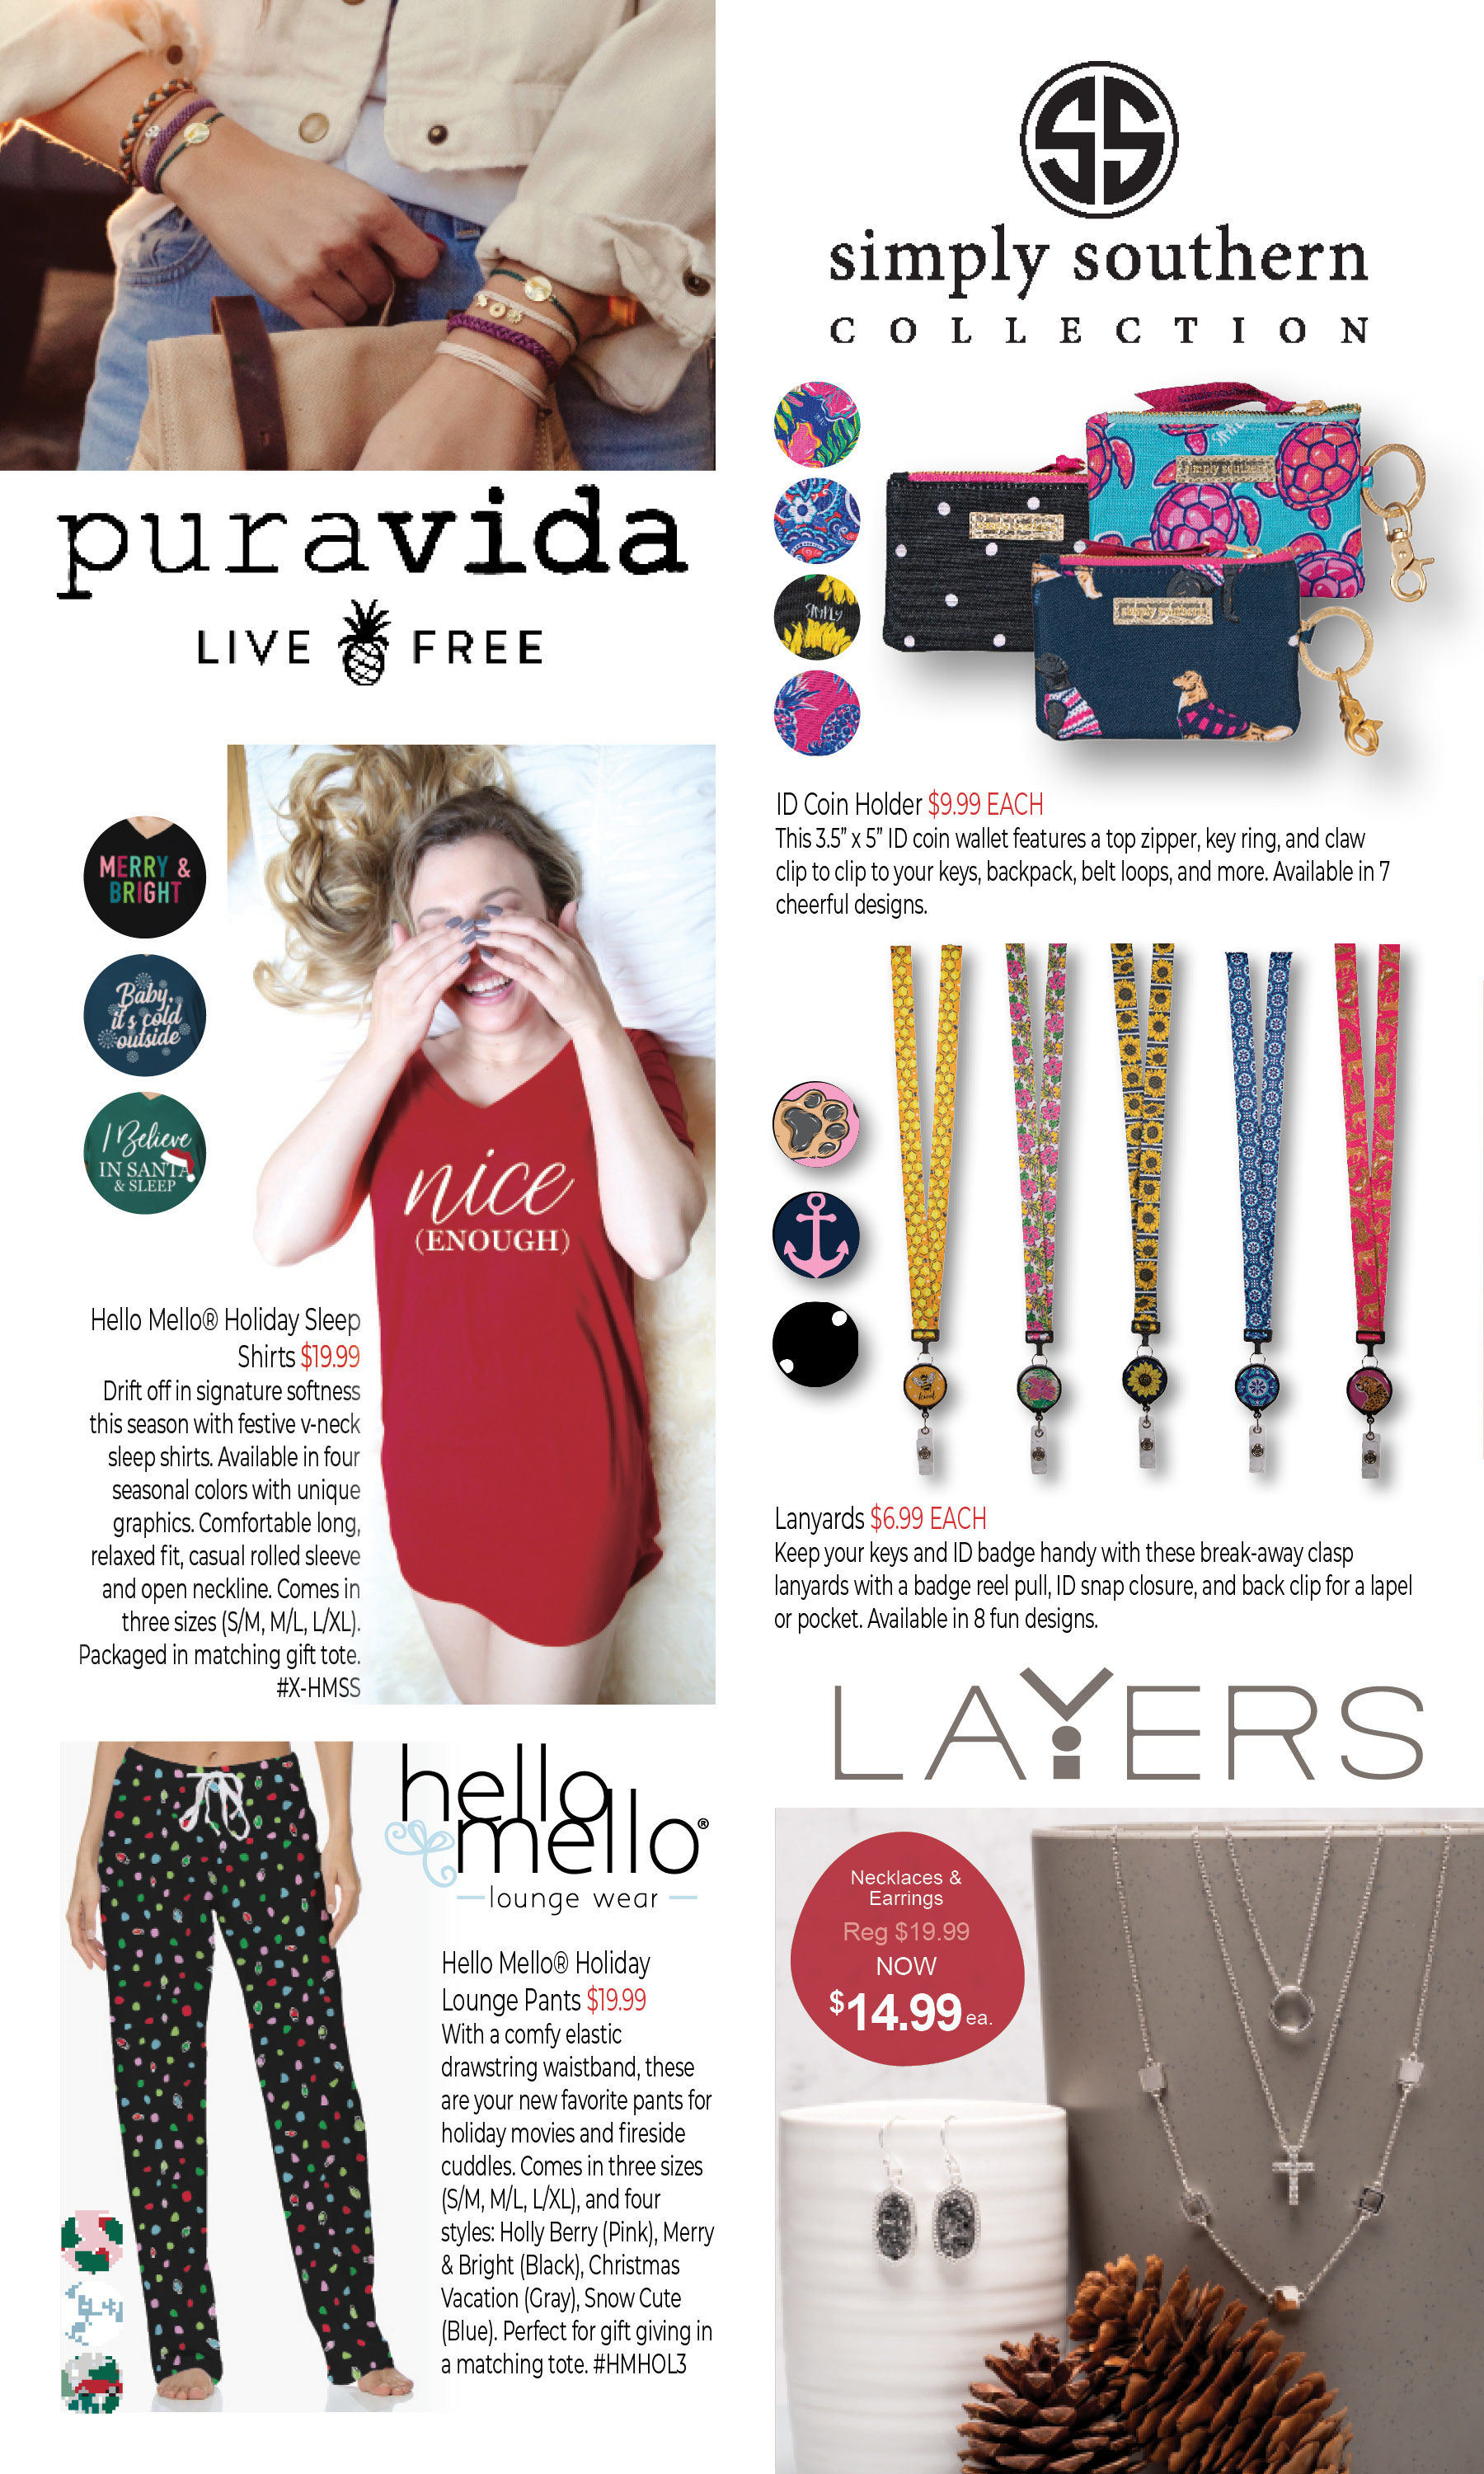 puravida
LIVE FREE
MERRY &
BRIGHT
Baby,
it's cold
outside
I Believe
IN SANTA
& SLEEP
nice
(ENOUGH)
Hello Mello® Holiday Sleep
Shirts $19.99
Drift off in signature softness
this season with festive v-neck
sleep shirts. Available in four
seasonal colors with unique
graphics. Comfortable long,
relaxed fit, casual rolled sleeve
and open neckline. Comes in
three sizes (S/M, M/L, L/XL).
Packaged in matching gift tote.
#X-HMSS
hello
mello®
lounge wear
Hello Mello® Holiday
Lounge Pants $19.99
With a comfy elastic
drawstring waistband, these
are your new favorite pants for
holiday movies and fireside
cuddles. Comes in three sizes
(S/M, M/L, L/XL), and four
styles: Holly Berry (Pink), Merry
& Bright (Black), Christmas
Vacation (Gray), Snow Cute
(Blue). Perfect for gift giving in
a matching tote. #HMHOL3
SS
simply southern
COLLECTION
simply southern
simply southern
SIMPLY
ID Coin Holder $9.99 EACH
This 3.5” x 5” ID coin wallet features a top zipper, key ring, and claw
clip to clip to your keys, backpack, belt loops, and more. Available in 7
cheerful designs.
kind
Lanyards $6.99 EACH
Keep your keys and ID badge handy with these break-away clasp
lanyards with a badge reel pull, ID snap closure, and back clip for a lapel
or pocket. Available in 8 fun designs.
LAYERS
Necklaces &
Earrings
Reg $19.99
NOW
$14.99 ea.